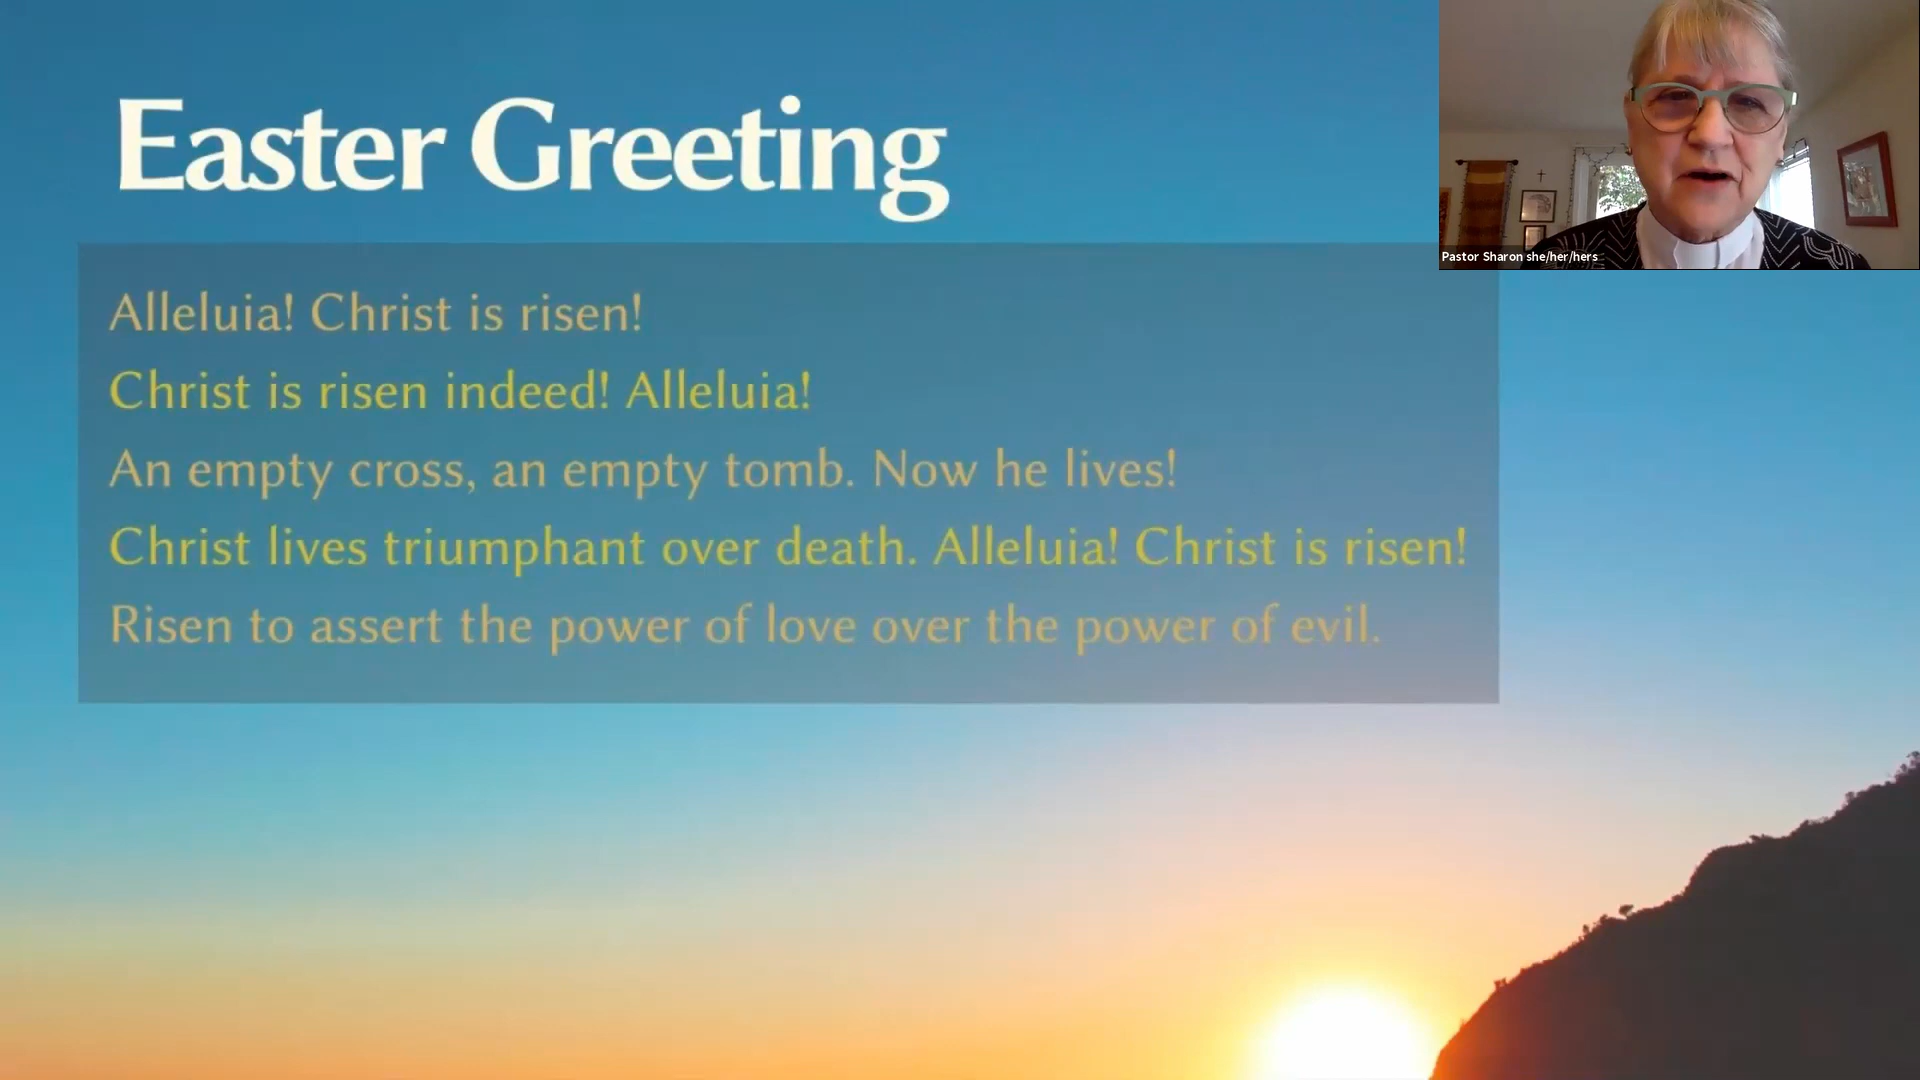 Easter Greeting
Alleluia! Christ is risen!
Christ is risen indeed! Alleluia!
An empty cross, an empty tomb. Now he lives!
Christ lives triumphant over death. Alleluia! Christ is risen!
Risen to assert the power of love over the power of evil.
Pastor Sharon she/her/hers